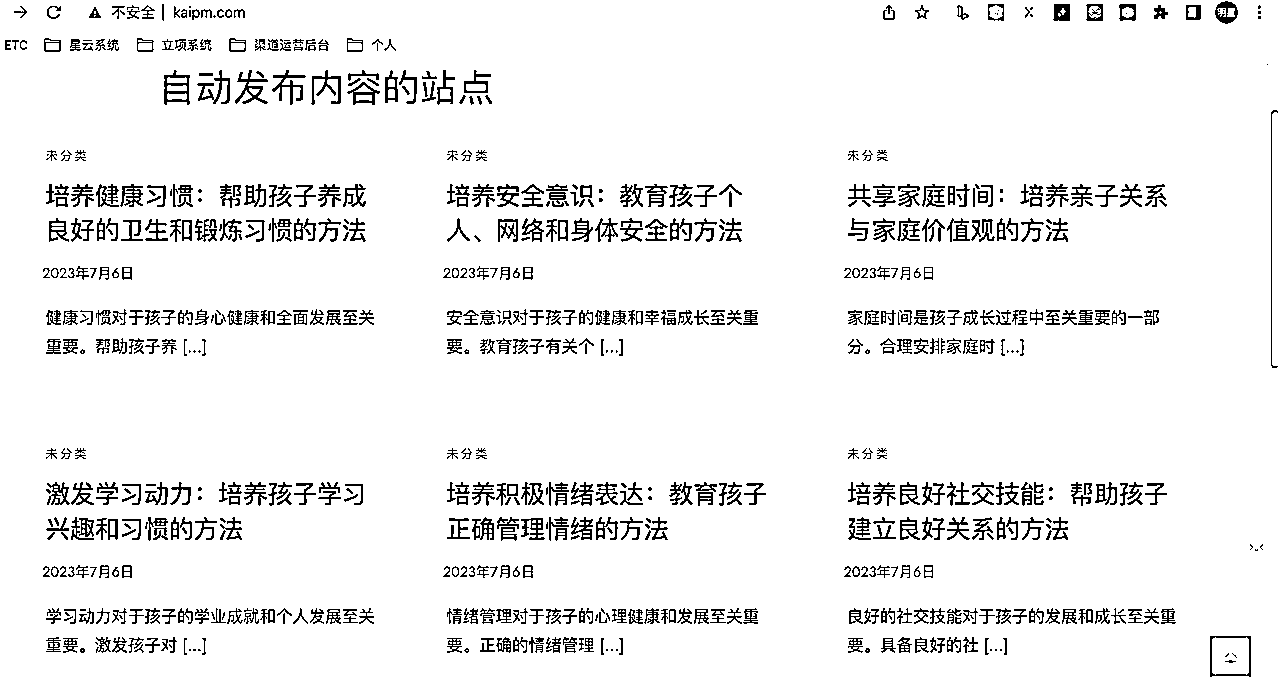 不安全 | kaipm.com
ETC 星云系统 立项系统 渠道运营后台 个人
自动发布内容的站点
未分类
培养健康习惯：帮助孩子养成
良好的卫生和锻炼习惯的方法
2023年7月6日
健康习惯对于孩子的身心健康和全面发展至关
重要。帮助孩子养 [...]
未分类
培养安全意识：教育孩子个
人、网络和身体安全的方法
2023年7月6日
安全意识对于孩子的健康和幸福成长至关重
要。教育孩子有关个 [...]
未分类
共享家庭时间：培养亲子关系
与家庭价值观的方法
2023年7月6日
家庭时间是孩子成长过程中至关重要的一部
分。合理安排家庭时 [...]
未分类
激发学习动力：培养孩子学习
兴趣和习惯的方法
2023年7月6日
学习动力对于孩子的学业成就和个人发展至关
重要。激发孩子对 [...]
未分类
培养积极情绪表达：教育孩子
正确管理情绪的方法
2023年7月6日
情绪管理对于孩子的心理健康和发展至关重
要。正确的情绪管理 [...]
未分类
培养良好社交技能：帮助孩子
建立良好关系的方法
2023年7月6日
良好的社交技能对于孩子的发展和成长至关重
要。具备良好的社 [...]